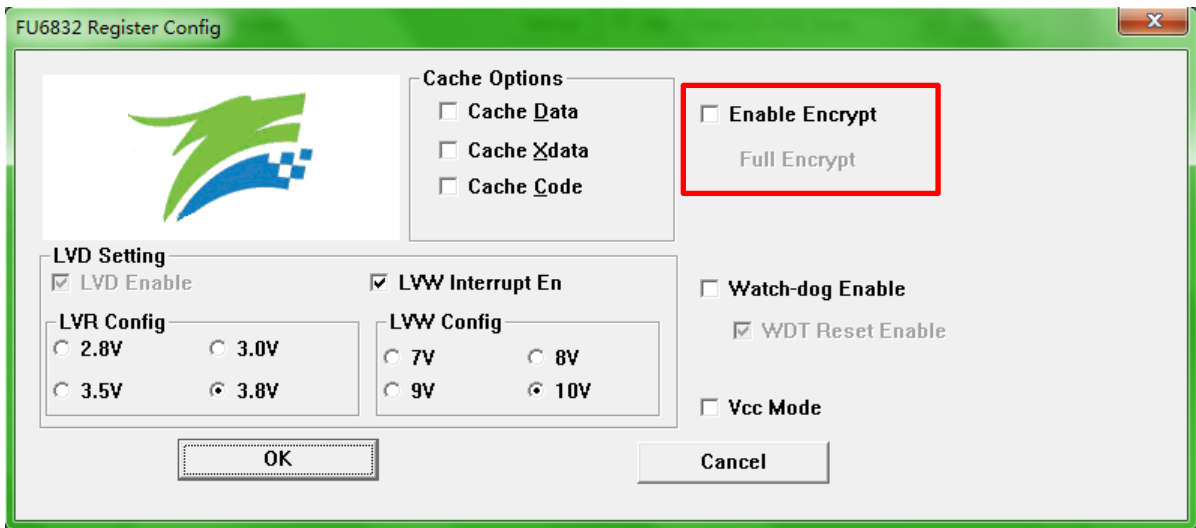 FU6832 Register Config
Cache Options
Cache Data
Cache Xdata
Cache Code
Enable Encrypt
Full Encrypt
LVD Setting
LVD Enable
LVW Interrupt En
LVR Config
2.8V 3.0V
3.5V 3.8V
LVW Config
7V 8V
9V 10V
Watch-dog Enable
WDT Reset Enable
Vcc Mode
OK
Cancel